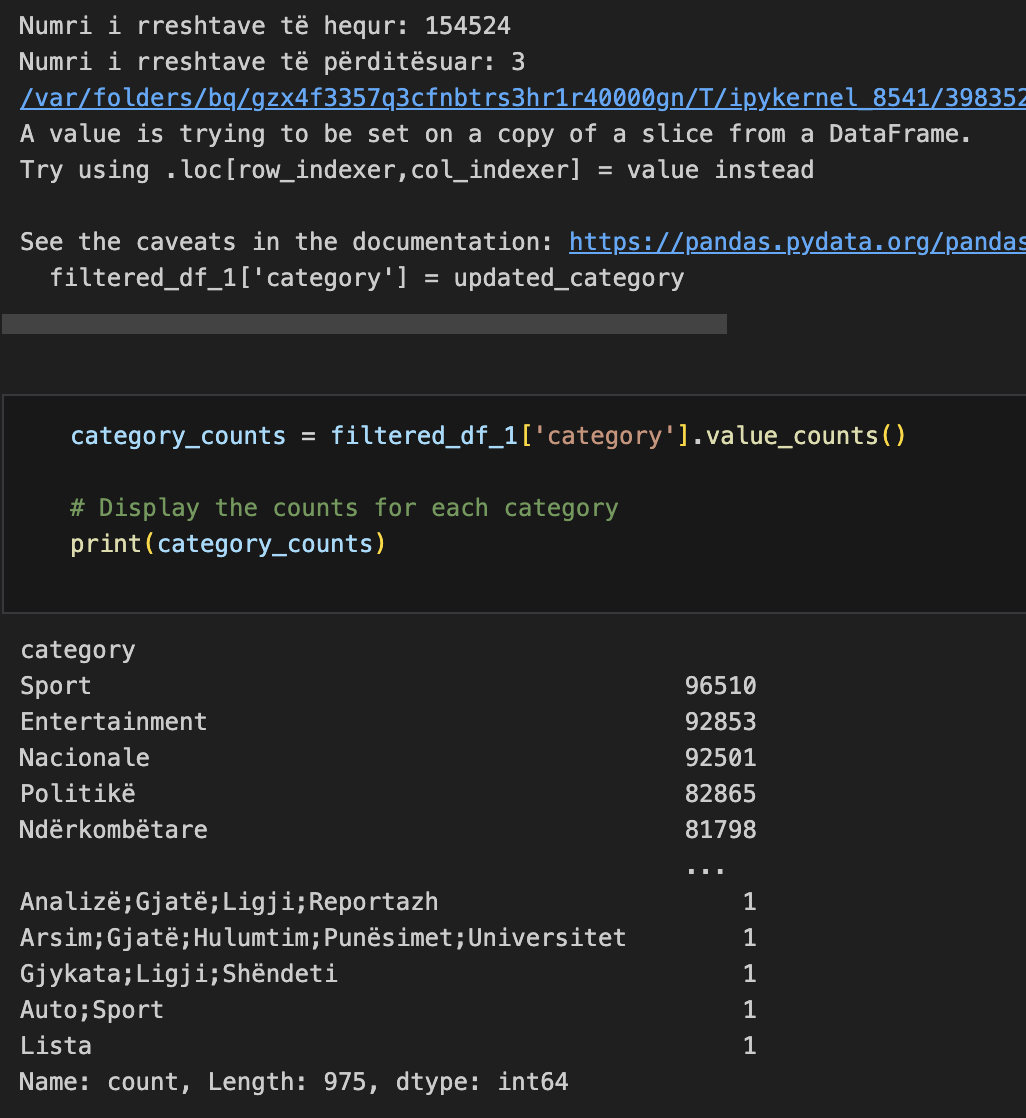 Numri i rreshtave të hequr: 154524
Numri i rreshtave të përditësuar: 3
/var/folders/bq/gzx4f3357q3cfnbtrs3hr1r40000gn/T/ipykernel_8541/398352
A value is trying to be set on a copy of a slice from a DataFrame.
Try using .loc[row_indexer,col_indexer] = value instead
See the caveats in the documentation: https://pandas.pydata.org/pandas
filtered_df_1['category'] = updated_category
category_counts = filtered_df_1['category'].value_counts()
# Display the counts for each category
print(category_counts)
category
Sport 96510
Entertainment 92853
Nacionale 92501
Politikë 82865
Ndërkombëtare 81798
...
Analizë;Gjatë;Ligji;Reportazh 1
Arsim;Gjatë;Hulumtim;Punësimet;Universitet 1
Gjykata;Ligji;Shëndeti 1
Auto;Sport 1
Lista 1
Name: count, Length: 975, dtype: int64